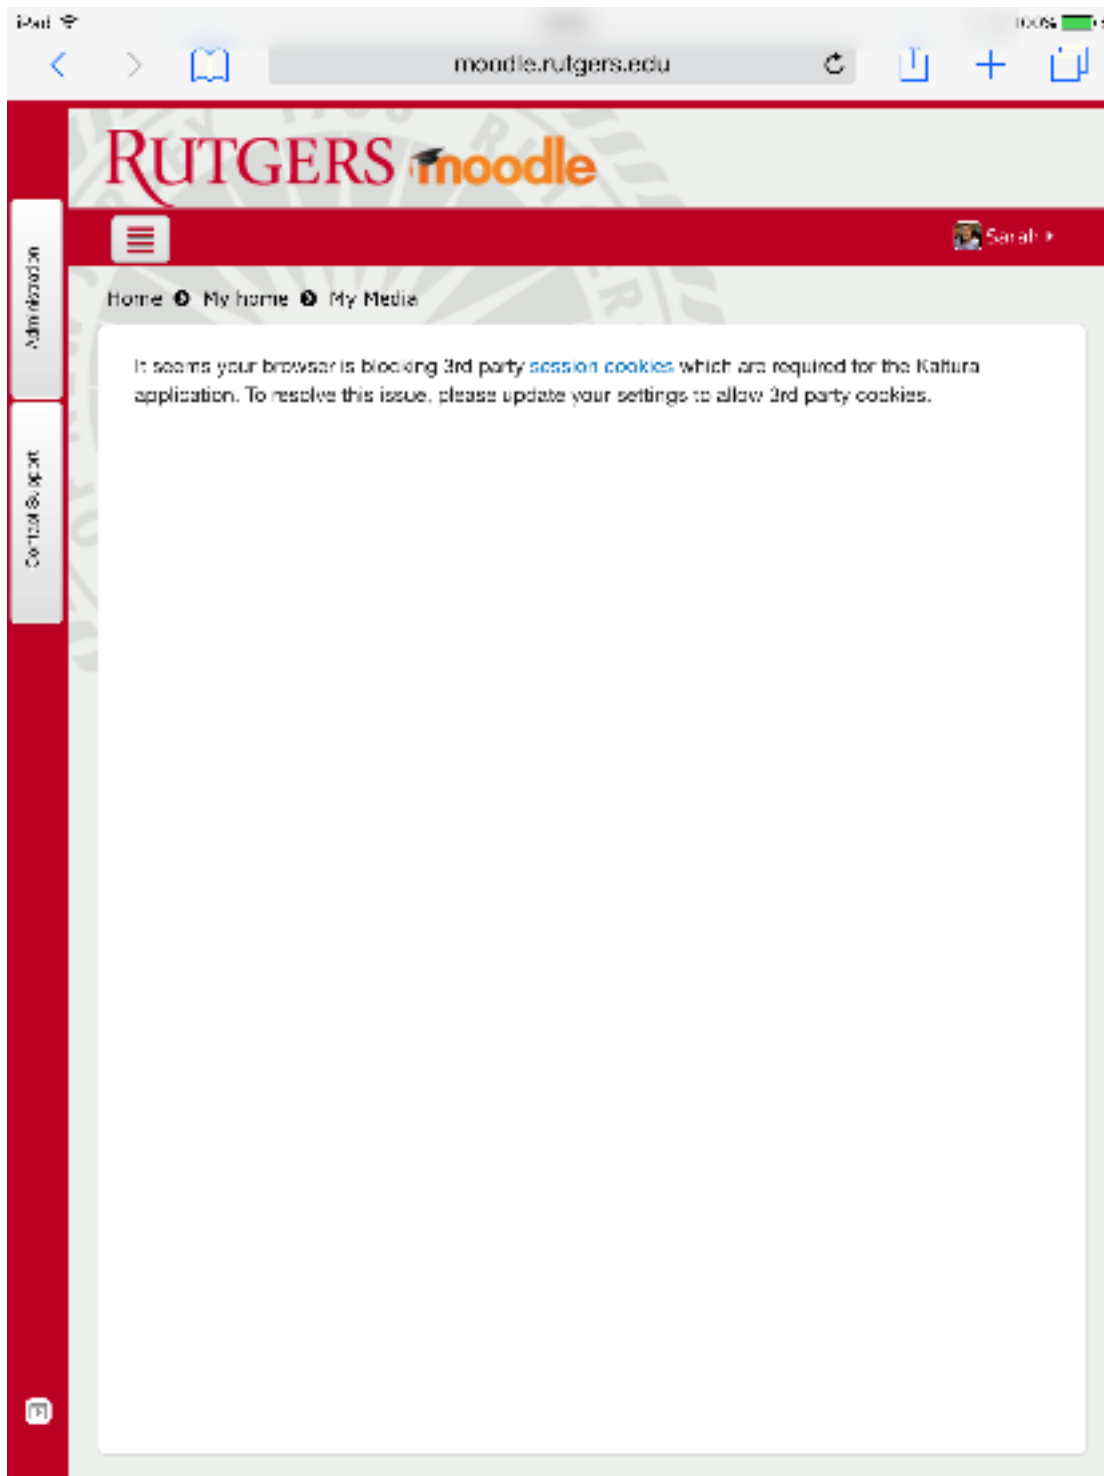 iPad
100%
moodle.rutgers.edu
RUTGERS moodle
Sarah
Administration
Home My home My Media
It seems your browser is blocking 3rd party session cookies which are required for the Kaltura
application. To resolve this issue, please update your settings to allow 3rd party cookies.
Contact Support